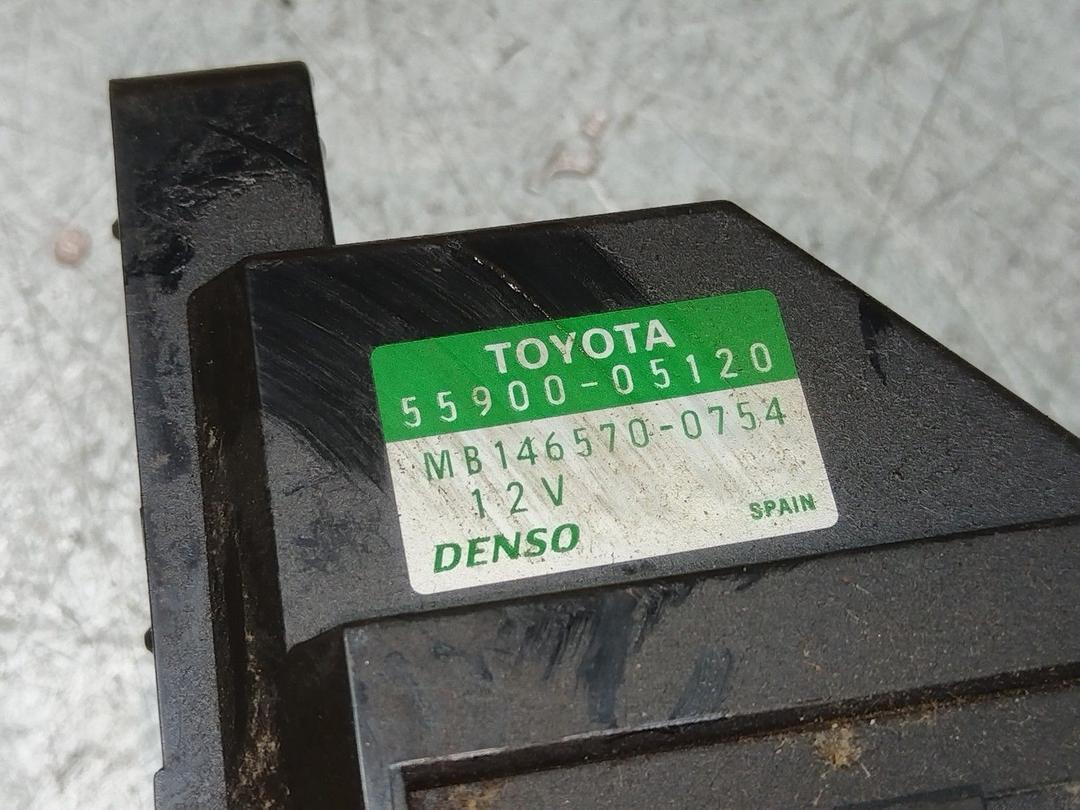 TOYOTA
55900-05120
MB146570-0754
12V
SPAIN
DENSO